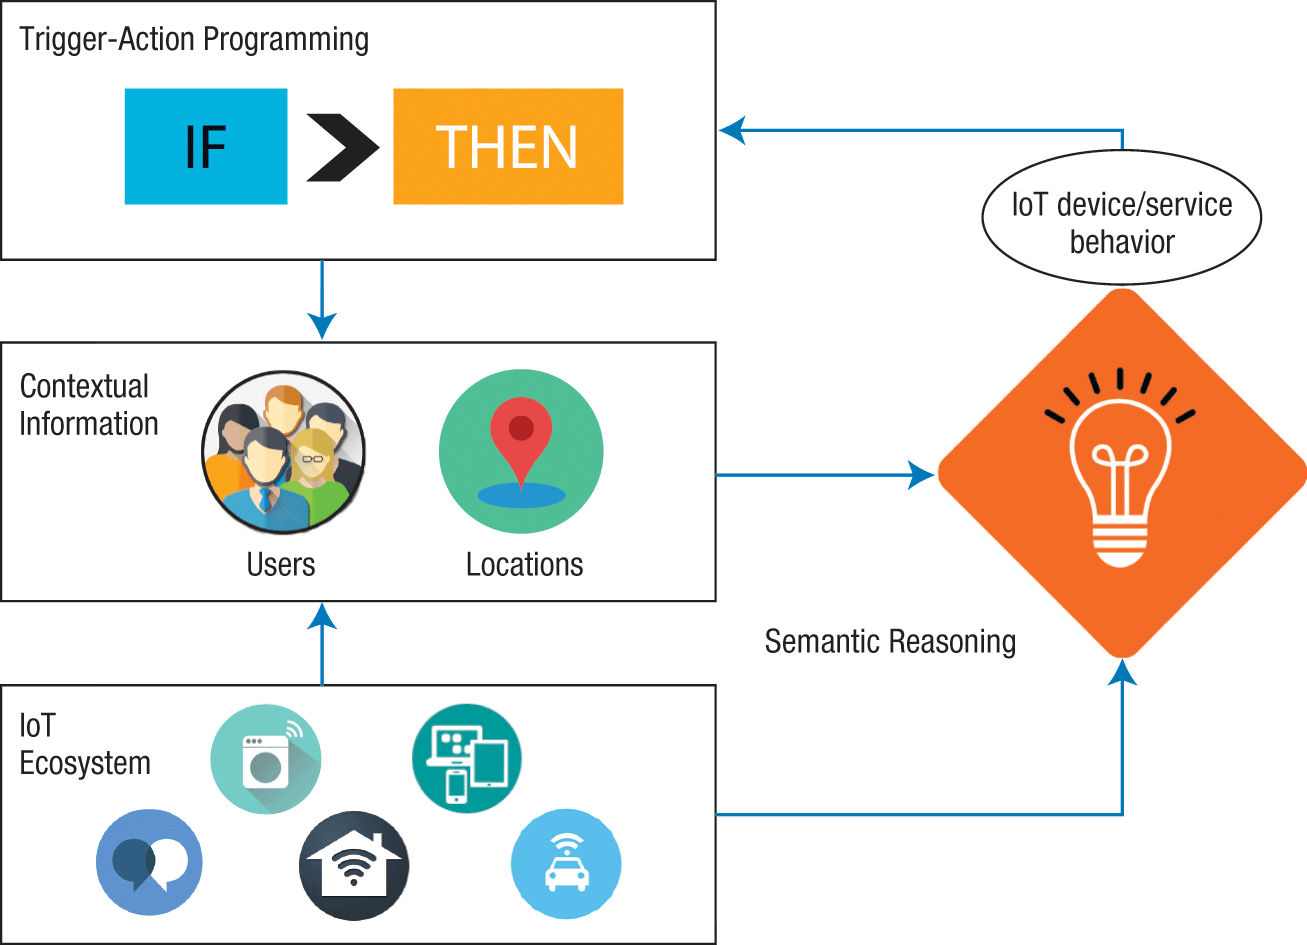 Trigger-Action Programming
IF
THEN
IoT device/service
behavior
Contextual
Information
Users
Locations
Semantic Reasoning
IoT
Ecosystem